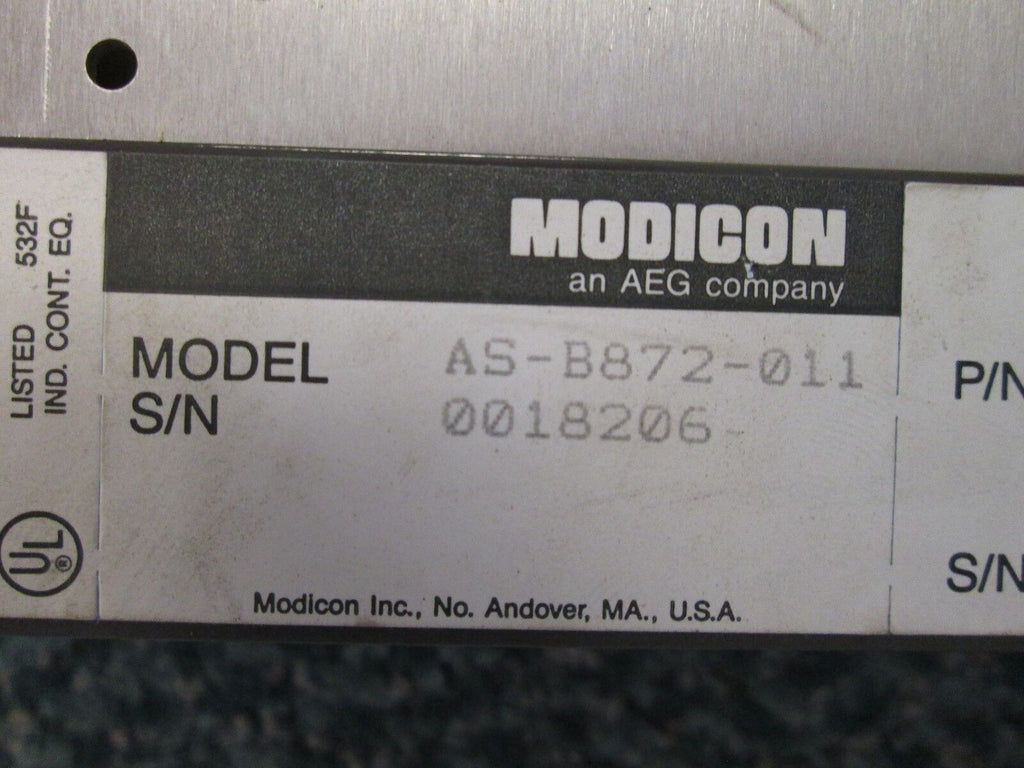 LISTED 532F
IND. CONT. EQ.
UL
®
MODICON
an AEG company
MODEL AS-B872-011
S/N 0018206
Modicon Inc., No. Andover, MA., U.S.A.
P/N
S/N